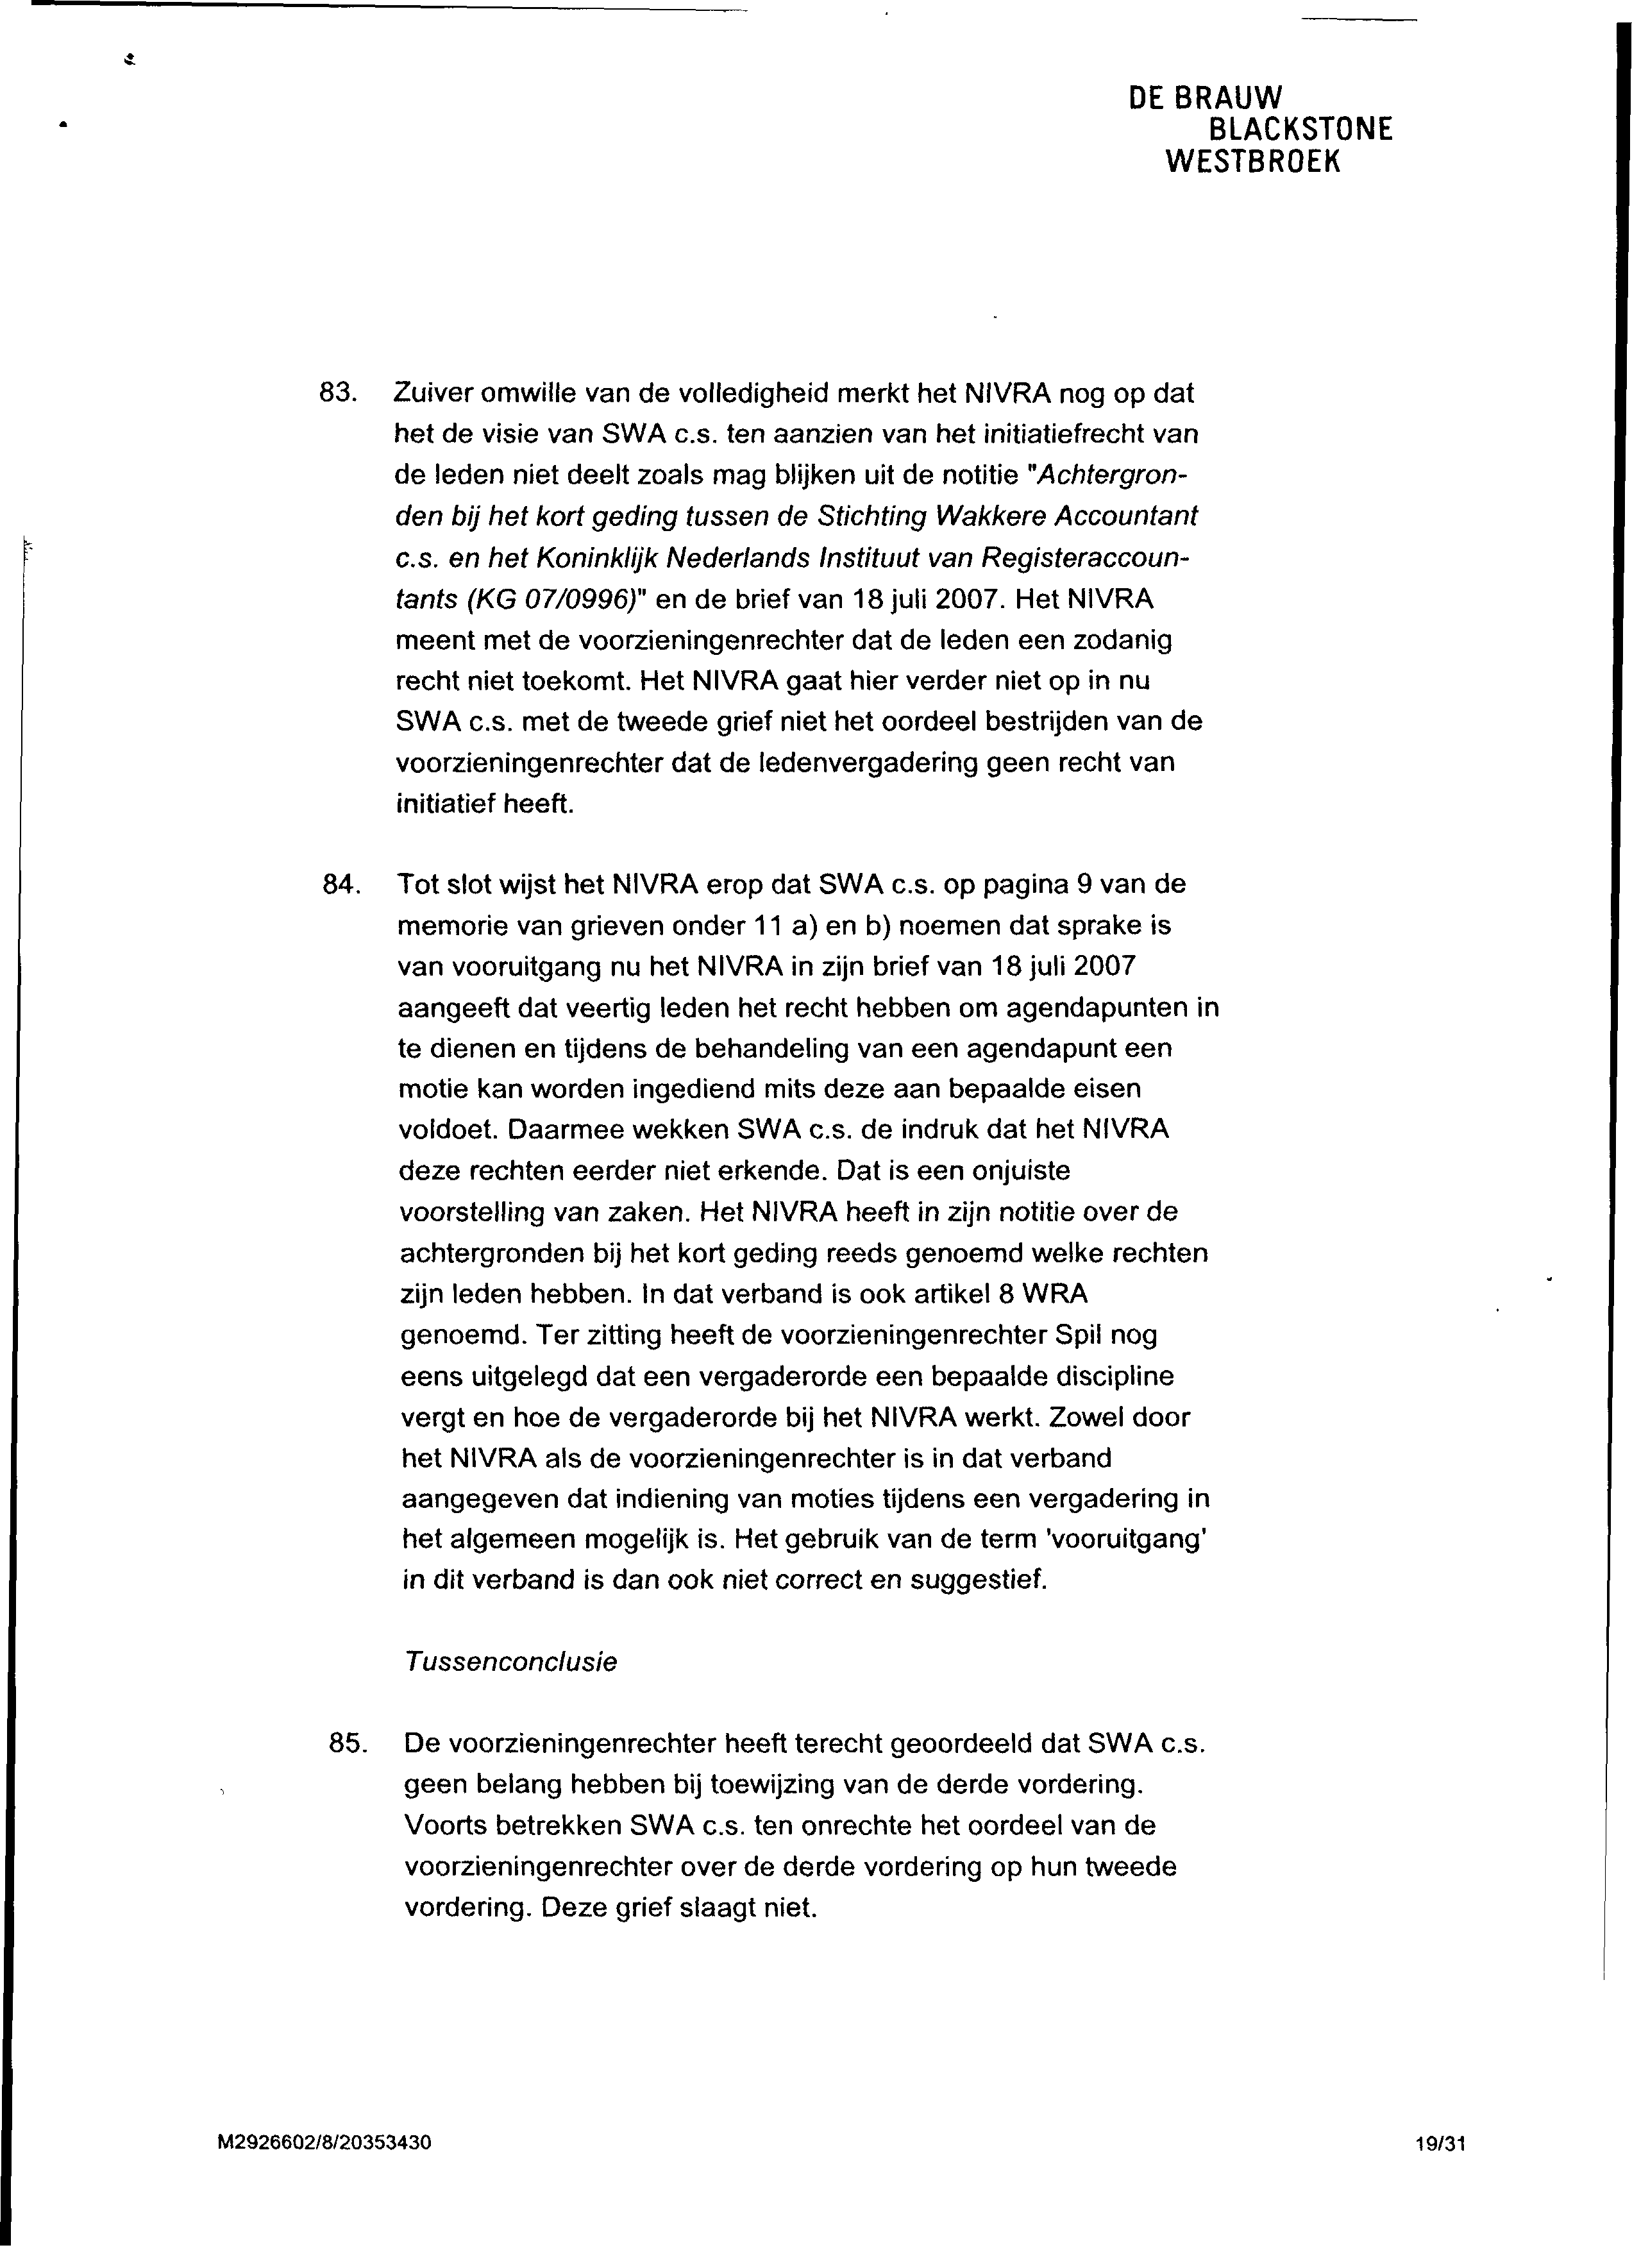 DE BRAUW
BLACKSTONE
WESTBROEK
83. Zuiver omwille van de volledigheid merkt het NIVRA nog op dat
het de visie van SWA c.s. ten aanzien van het initiatiefrecht van
de leden niet deelt zoals mag blijken uit de notitie "Achtergron-
den bij het kort geding tussen de Stichting Wakkere Accountant
c.s. en het Koninklijk Nederlands Instituut van Registeraccoun-
tants (KG 07/0996)" en de brief van 18 juli 2007. Het NIVRA
meent met de voorzieningenrechter dat de leden een zodanig
recht niet toekomt. Het NIVRA gaat hier verder niet op in nu
SWA c.s. met de tweede grief niet het oordeel bestrijden van de
voorzieningenrechter dat de ledenvergadering geen recht van
initiatief heeft.
84. Tot slot wijst het NIVRA erop dat SWA c.s. op pagina 9 van de
memorie van grieven onder 11 a) en b) noemen dat sprake is
van vooruitgang nu het NIVRA in zijn brief van 18 juli 2007
aangeeft dat veertig leden het recht hebben om agendapunten in
te dienen en tijdens de behandeling van een agendapunt een
motie kan worden ingediend mits deze aan bepaalde eisen
voldoet. Daarmee wekken SWA c.s. de indruk dat het NIVRA
deze rechten eerder niet erkende. Dat is een onjuiste
voorstelling van zaken. Het NIVRA heeft in zijn notitie over de
achtergronden bij het kort geding reeds genoemd welke rechten
zijn leden hebben. In dat verband is ook artikel 8 WRA
genoemd. Ter zitting heeft de voorzieningenrechter Spil nog
eens uitgelegd dat een vergaderorde een bepaalde discipline
vergt en hoe de vergaderorde bij het NIVRA werkt. Zowel door
het NIVRA als de voorzieningenrechter is in dat verband
aangegeven dat indiening van moties tijdens een vergadering in
het algemeen mogelijk is. Het gebruik van de term 'vooruitgang'
in dit verband is dan ook niet correct en suggestief.
Tussenconclusie
85. De voorzieningenrechter heeft terecht geoordeeld dat SWA c.s.
geen belang hebben bij toewijzing van de derde vordering.
Voorts betrekken SWA c.s. ten onrechte het oordeel van de
voorzieningenrechter over de derde vordering op hun tweede
vordering. Deze grief slaagt niet.
M2926602/8/20353430
19/31